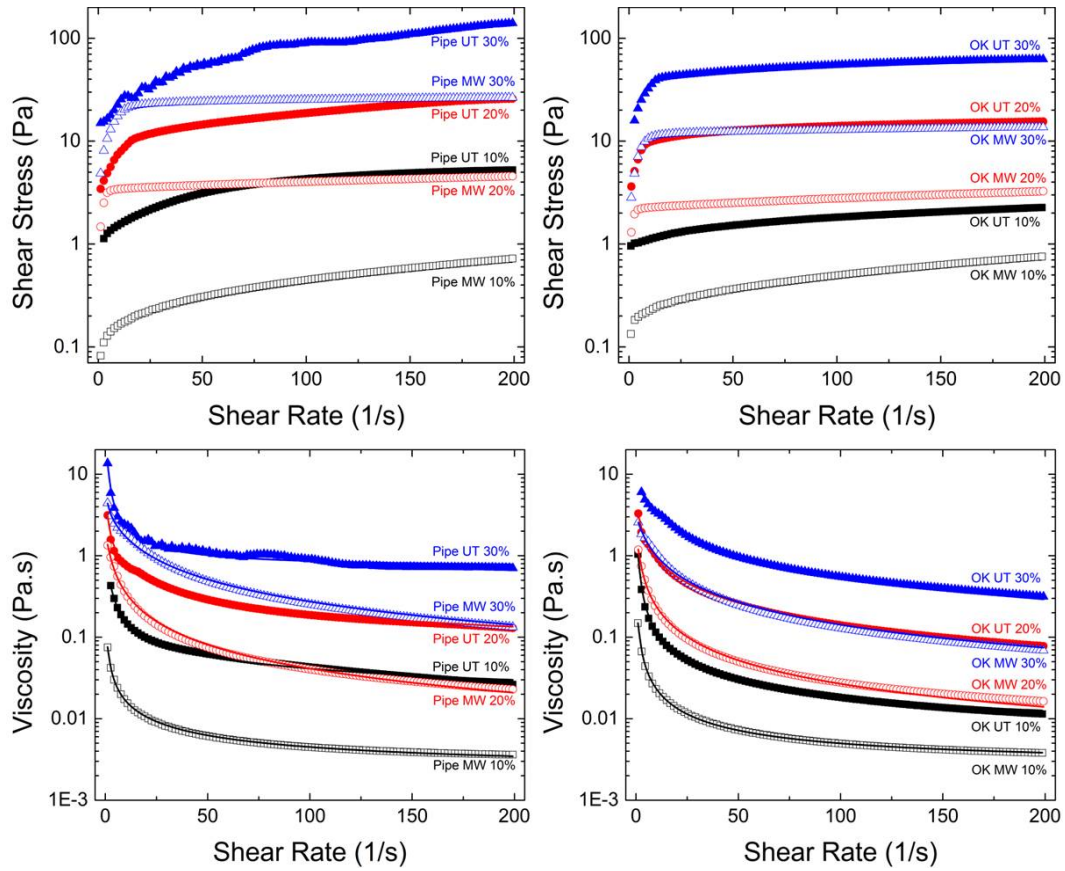 Shear Stress (Pa)
100
10
1
0.1
Pipe UT 30%
Pipe MW 30%
Pipe UT 20%
Pipe UT 10%
Pipe MW 20%
Pipe MW 10%
0 50 100 150 200
Shear Rate (1/s)
Shear Stress (Pa)
100
10
1
0.1
OK UT 30%
OK UT 20%
OK MW 30%
OK MW 20%
OK UT 10%
OK MW 10%
0 50 100 150 200
Shear Rate (1/s)
Viscosity (Pa.s)
10
1
0.1
0.01
1E-3
Pipe UT 30%
Pipe MW 30%
Pipe UT 20%
Pipe UT 10%
Pipe MW 20%
Pipe MW 10%
0 50 100 150 200
Shear Rate (1/s)
Viscosity (Pa.s)
10
1
0.1
0.01
1E-3
OK UT 30%
OK UT 20%
OK MW 30%
OK MW 20%
OK UT 10%
OK MW 10%
0 50 100 150 200
Shear Rate (1/s)